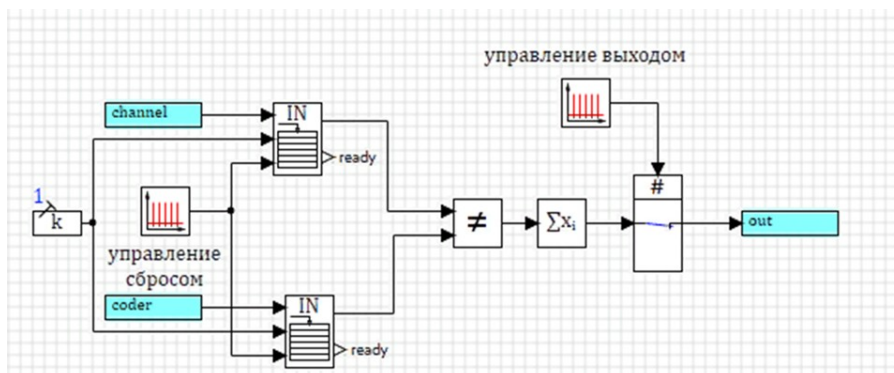 управление выходом
channel
IN
ready
#
1
k
≠
∑xᵢ
out
управление
сбросом
coder
IN
ready